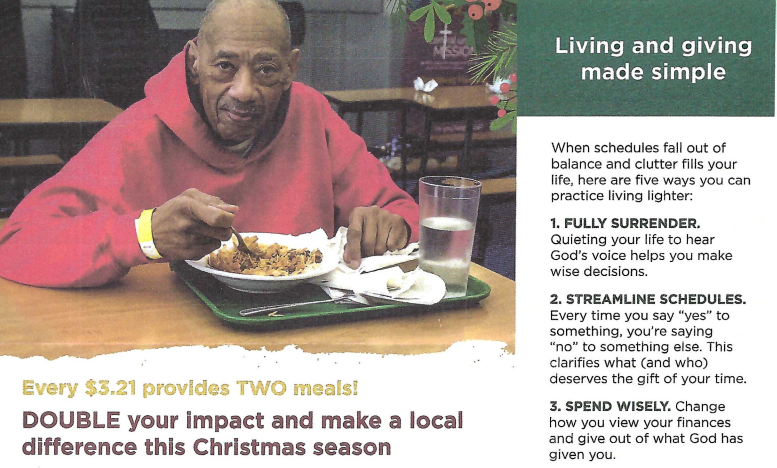 MISSION
Every $3.21 provides TWO meals!
DOUBLE your impact and make a local
difference this Christmas season
Living and giving
made simple
When schedules fall out of
balance and clutter fills your
life, here are five ways you can
practice living lighter:
1. FULLY SURRENDER.
Quieting your life to hear
God’s voice helps you make
wise decisions.
2. STREAMLINE SCHEDULES.
Every time you say “yes” to
something, you’re saying
“no” to something else. This
clarifies what (and who)
deserves the gift of your time.
3. SPEND WISELY. Change
how you view your finances
and give out of what God has
given you.